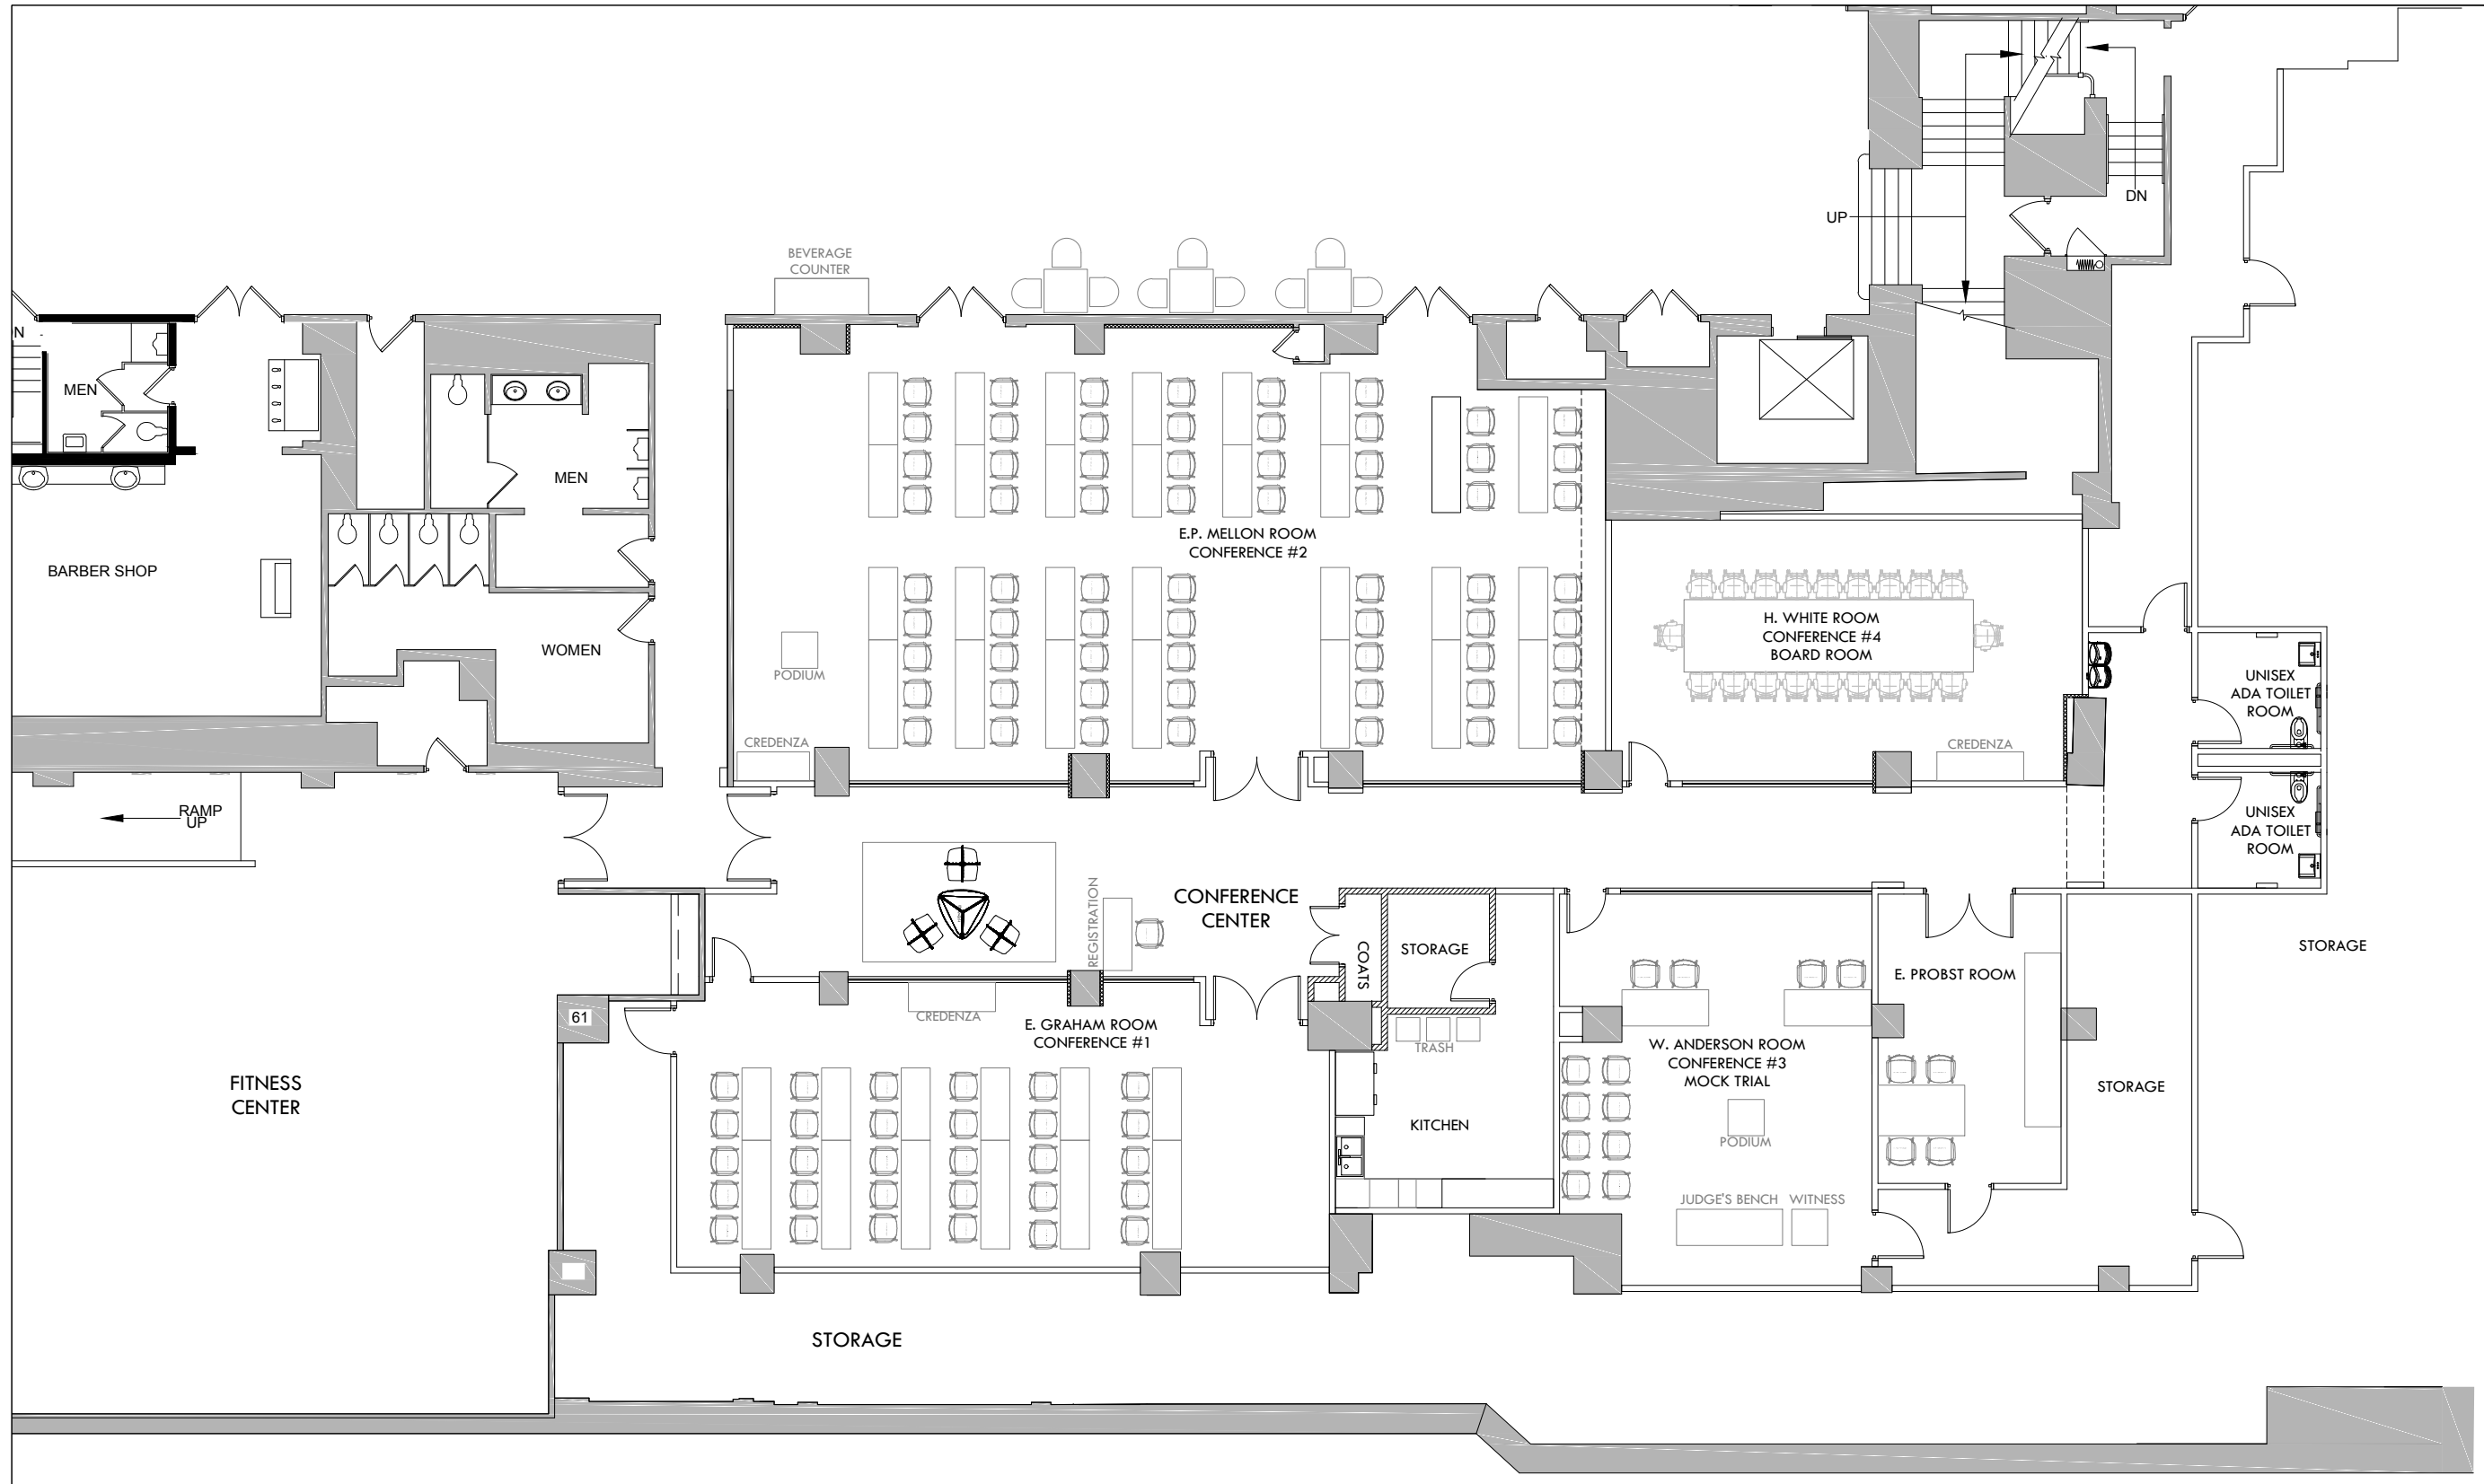 DN
UP
BEVERAGE
COUNTER
MEN
MEN
BARBER SHOP
WOMEN
E.P. MELLON ROOM
CONFERENCE #2
PODIUM
CREDENZA
H. WHITE ROOM
CONFERENCE #4
BOARD ROOM
CREDENZA
UNISEX
ADA TOILET
ROOM
UNISEX
ADA TOILET
ROOM
RAMP
UP
REGISTRATION
CONFERENCE
CENTER
COATS
STORAGE
TRASH
KITCHEN
CREDENZA
E. GRAHAM ROOM
CONFERENCE #1
61
FITNESS
CENTER
W. ANDERSON ROOM
CONFERENCE #3
MOCK TRIAL
PODIUM
JUDGE'S BENCH
WITNESS
E. PROBST ROOM
STORAGE
STORAGE
STORAGE